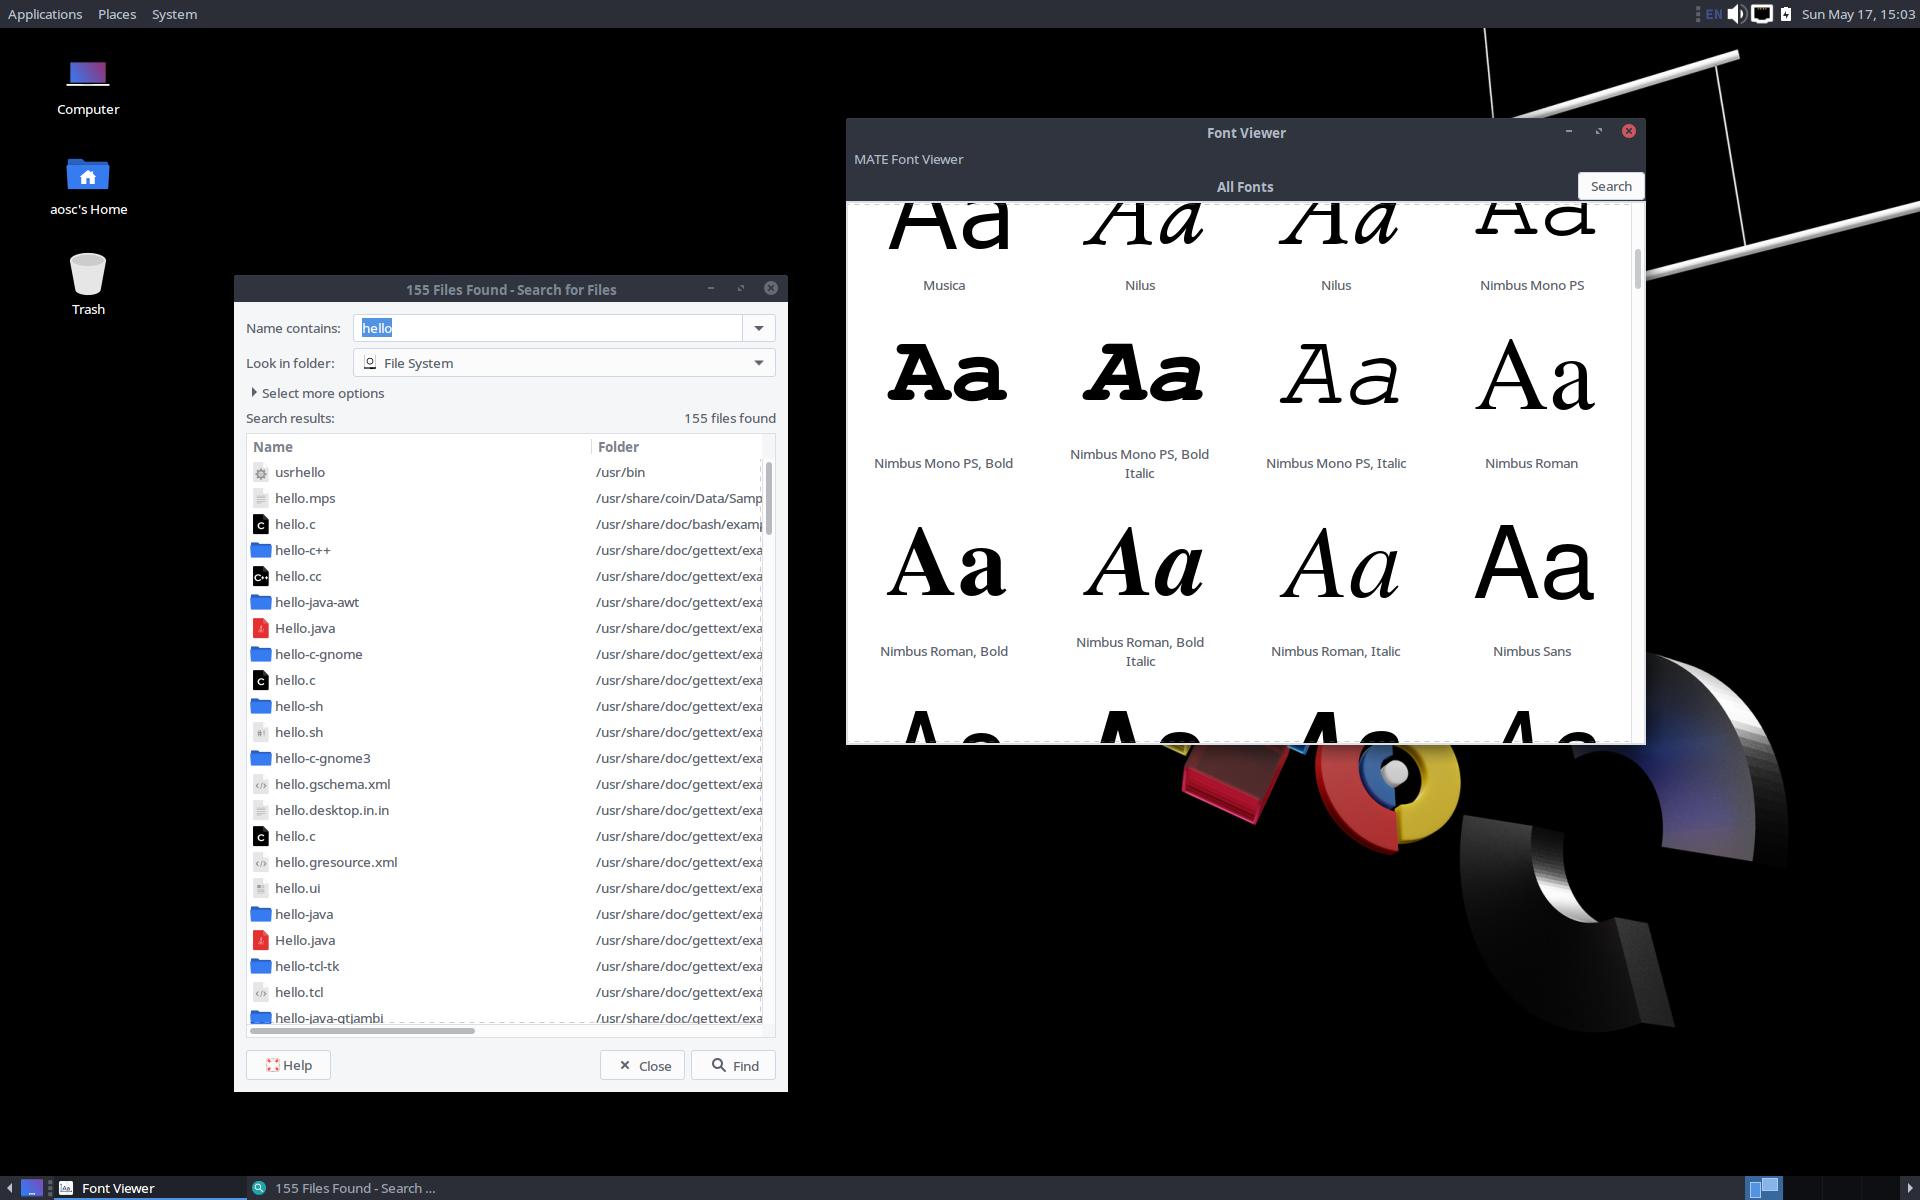 Applications Places System
EN Sun May 17, 15:03
Computer
aosc's Home
Trash
Font Viewer
MATE Font Viewer
All Fonts
Search
Aa Aa Aa Aa
Musica Nilus Nilus Nimbus Mono PS
Aa Aa Aa Aa
Nimbus Mono PS, Bold Nimbus Mono PS, Bold Italic Nimbus Mono PS, Italic Nimbus Roman
Aa Aa Aa Aa
Nimbus Roman, Bold Nimbus Roman, Bold Italic Nimbus Roman, Italic Nimbus Sans
155 Files Found - Search for Files
Name contains: hello
Look in folder: File System
Select more options
Search results: 155 files found
Name Folder
usrhello /usr/bin
hello.mps /usr/share/coin/Data/Samp
hello.c /usr/share/doc/bash/exam
hello-c++ /usr/share/doc/gettext/exa
hello.cc /usr/share/doc/gettext/exa
hello-java-awt /usr/share/doc/gettext/exa
Hello.java /usr/share/doc/gettext/exa
hello-c-gnome /usr/share/doc/gettext/exa
hello.c /usr/share/doc/gettext/exa
hello-sh /usr/share/doc/gettext/exa
hello.sh /usr/share/doc/gettext/exa
hello-c-gnome3 /usr/share/doc/gettext/exa
hello.gschema.xml /usr/share/doc/gettext/exa
hello.desktop.in.in /usr/share/doc/gettext/exa
hello.c /usr/share/doc/gettext/exa
hello.gresource.xml /usr/share/doc/gettext/exa
hello.ui /usr/share/doc/gettext/exa
hello-java /usr/share/doc/gettext/exa
Hello.java /usr/share/doc/gettext/exa
hello-tcl-tk /usr/share/doc/gettext/exa
hello.tcl /usr/share/doc/gettext/exa
hello-java-qtjambi /usr/share/doc/gettext/exa
Help Close Find
Font Viewer 155 Files Found - Search ...